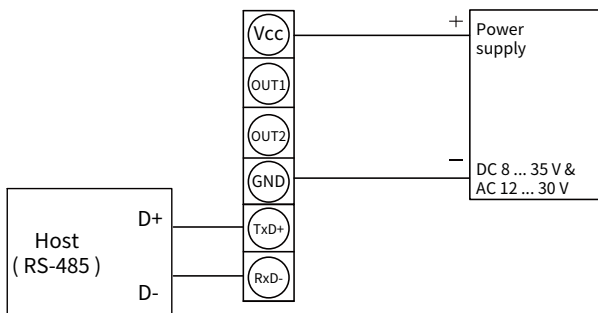 Vcc
OUT1
OUT2
GND
TxD+
RxD-
+
Power
supply
–
DC 8 ... 35 V &
AC 12 ... 30 V
D+
Host
( RS-485 )
D-